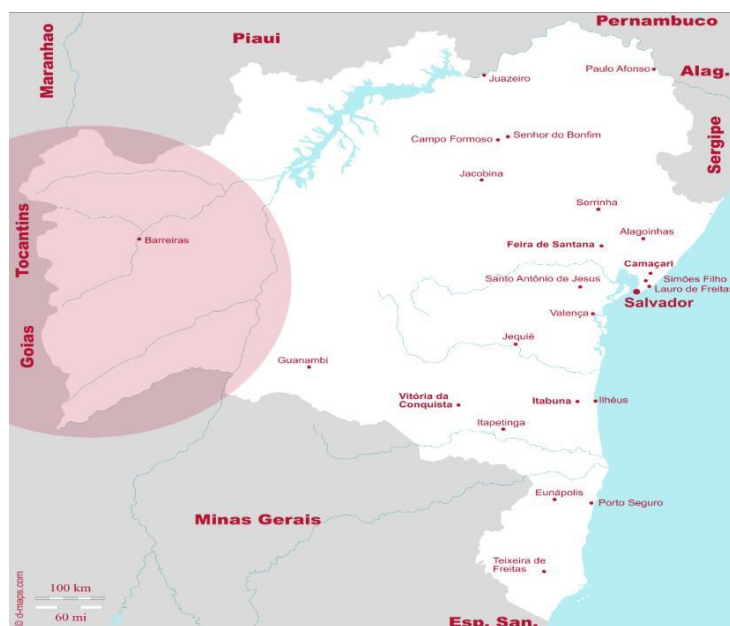 Pernambuco
Piaui
Maranhao
Paulo Afonso
Alag.
Juazeiro
Sergipe
Campo Formoso
Senhor do Bonfim
Jacobina
Serrinha
Tocantins
Barreiras
Alagoinhas
Feira de Santana
Camaçari
Santo Antônio de Jesus
Simões Filho
Lauro de Freitas
Salvador
Valença
Goias
Jequié
Guanambi
Vitória da
Conquista
Itabuna
Ilhéus
Itapetinga
Eunápolis
Porto Seguro
Minas Gerais
Teixeira de
Freitas
100 km
60 mi
© d-maps.com
Esp. San.